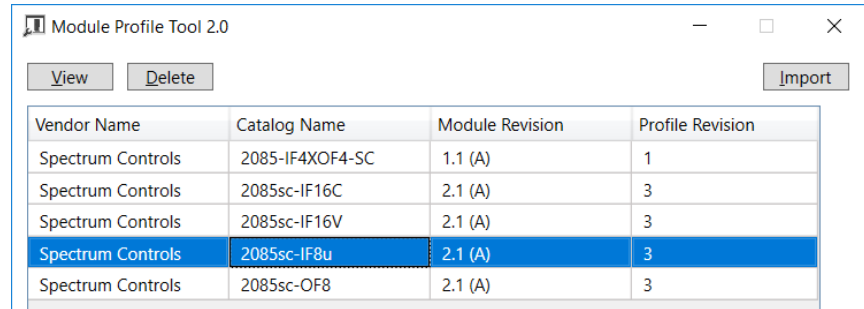 Module Profile Tool 2.0
View Delete Import
Vendor Name Catalog Name Module Revision Profile Revision
Spectrum Controls 2085-IF4XOF4-SC 1.1 (A) 1
Spectrum Controls 2085sc-IF16C 2.1 (A) 3
Spectrum Controls 2085sc-IF16V 2.1 (A) 3
Spectrum Controls 2085sc-IF8u 2.1 (A) 3
Spectrum Controls 2085sc-OF8 2.1 (A) 3